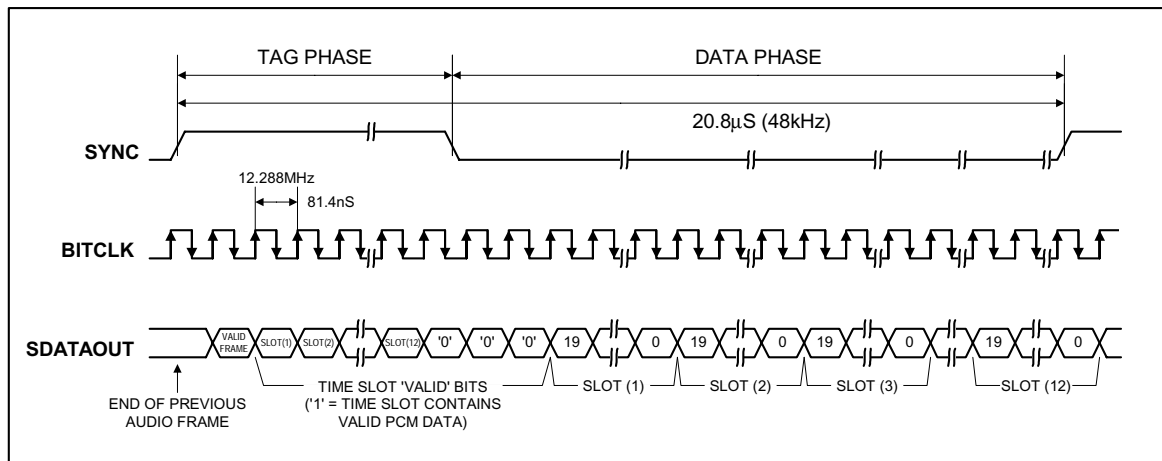 TAG PHASE
DATA PHASE
20.8µS (48kHz)
SYNC
12.288MHz
81.4nS
BITCLK
SDATAOUT
VALID
FRAME
SLOT(1)
SLOT(2)
SLOT(12)
'0'
'0'
'0'
19
0
19
0
19
0
19
0
END OF PREVIOUS
AUDIO FRAME
TIME SLOT 'VALID' BITS
('1' = TIME SLOT CONTAINS
VALID PCM DATA)
SLOT (1)
SLOT (2)
SLOT (3)
SLOT (12)